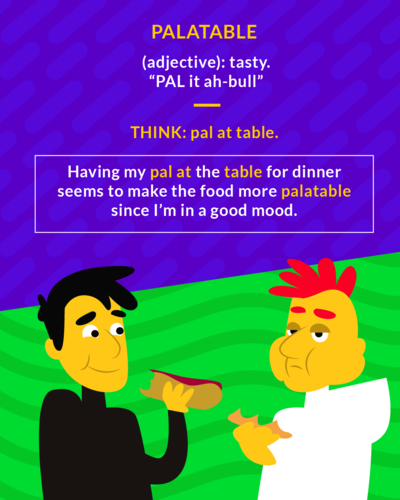 PALATABLE
(adjective): tasty.
“PAL it ah-bull”
THINK: pal at table.
Having my pal at the table for dinner
seems to make the food more palatable
since I’m in a good mood.